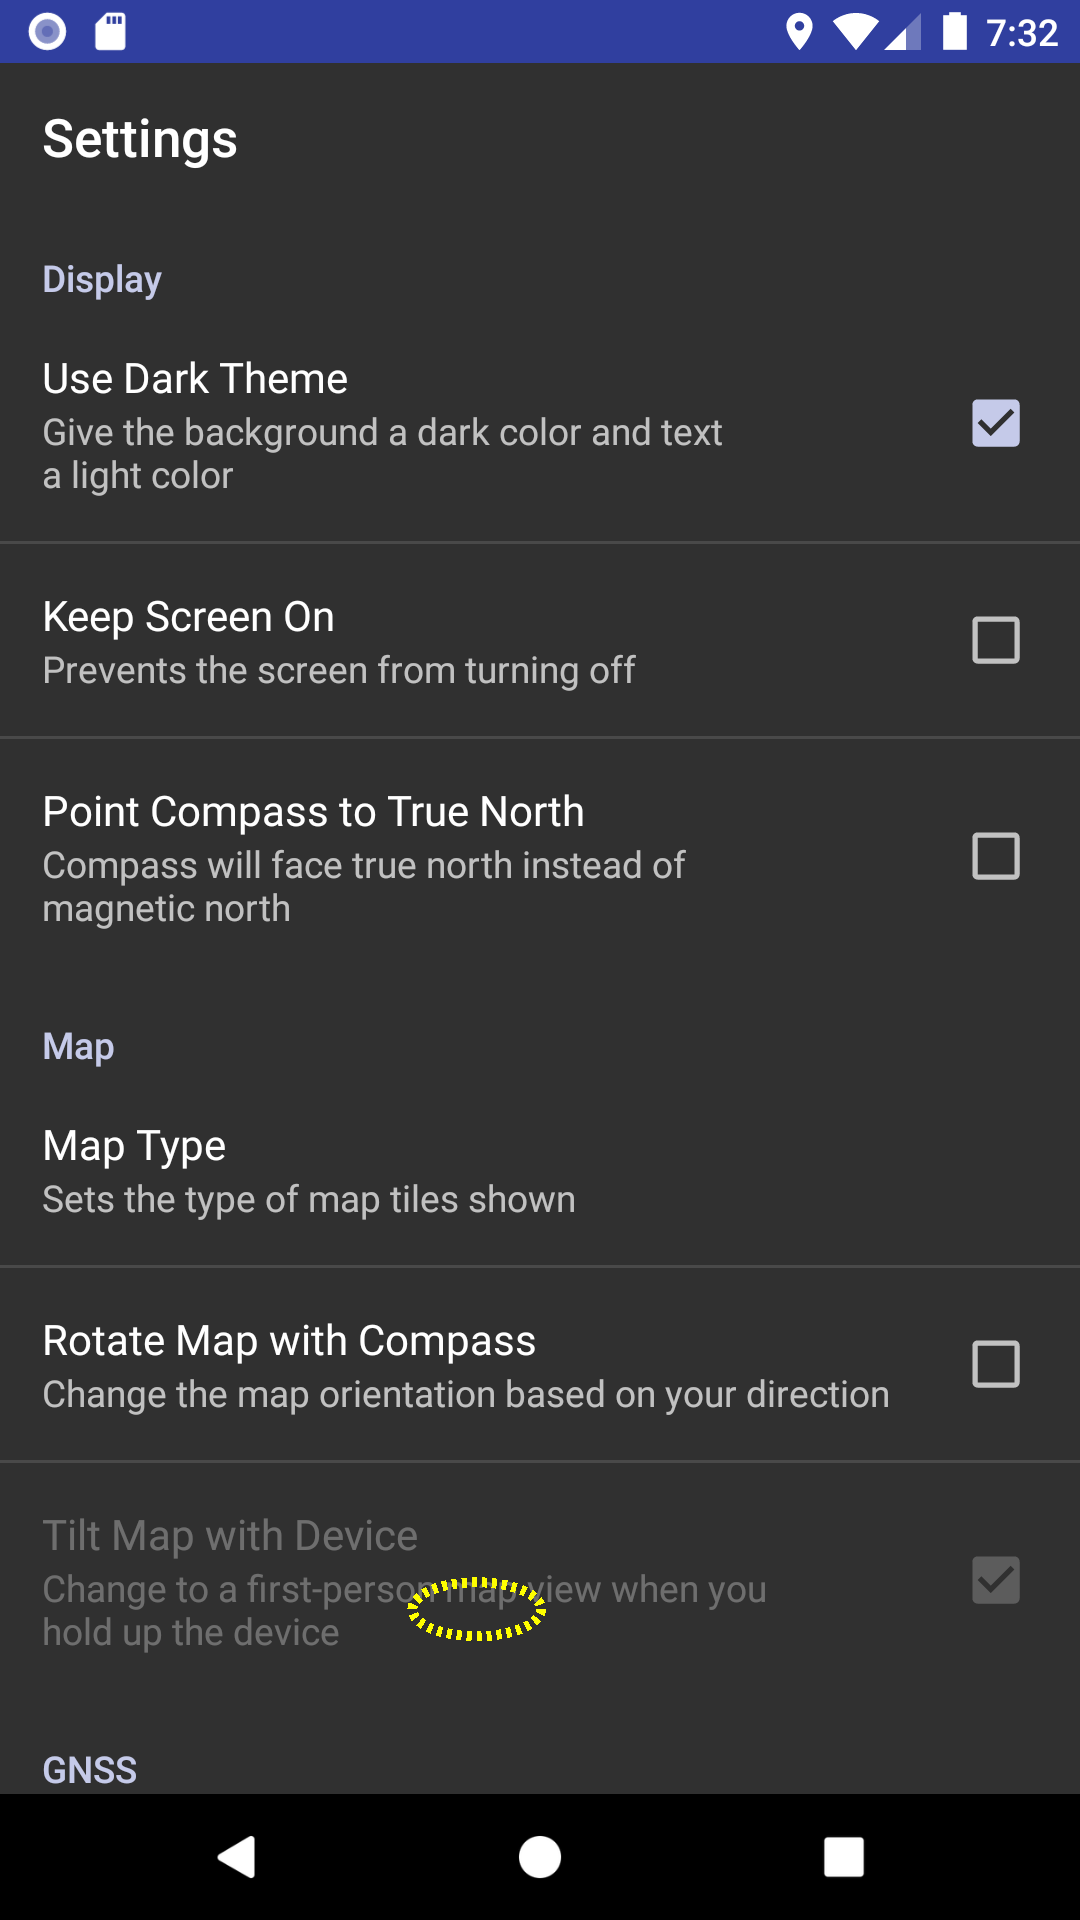 7:32
Settings
Display
Use Dark Theme
Give the background a dark color and text
a light color
Keep Screen On
Prevents the screen from turning off
Point Compass to True North
Compass will face true north instead of
magnetic north
Map
Map Type
Sets the type of map tiles shown
Rotate Map with Compass
Change the map orientation based on your direction
Tilt Map with Device
Change to a first-person map view when you
hold up the device
GNSS